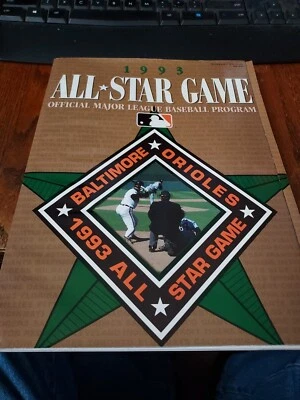 1993
ALL★STAR GAME
OFFICIAL MAJOR LEAGUE BASEBALL PROGRAM
BALTIMORE ORIOLES
1993 ALL STAR GAME